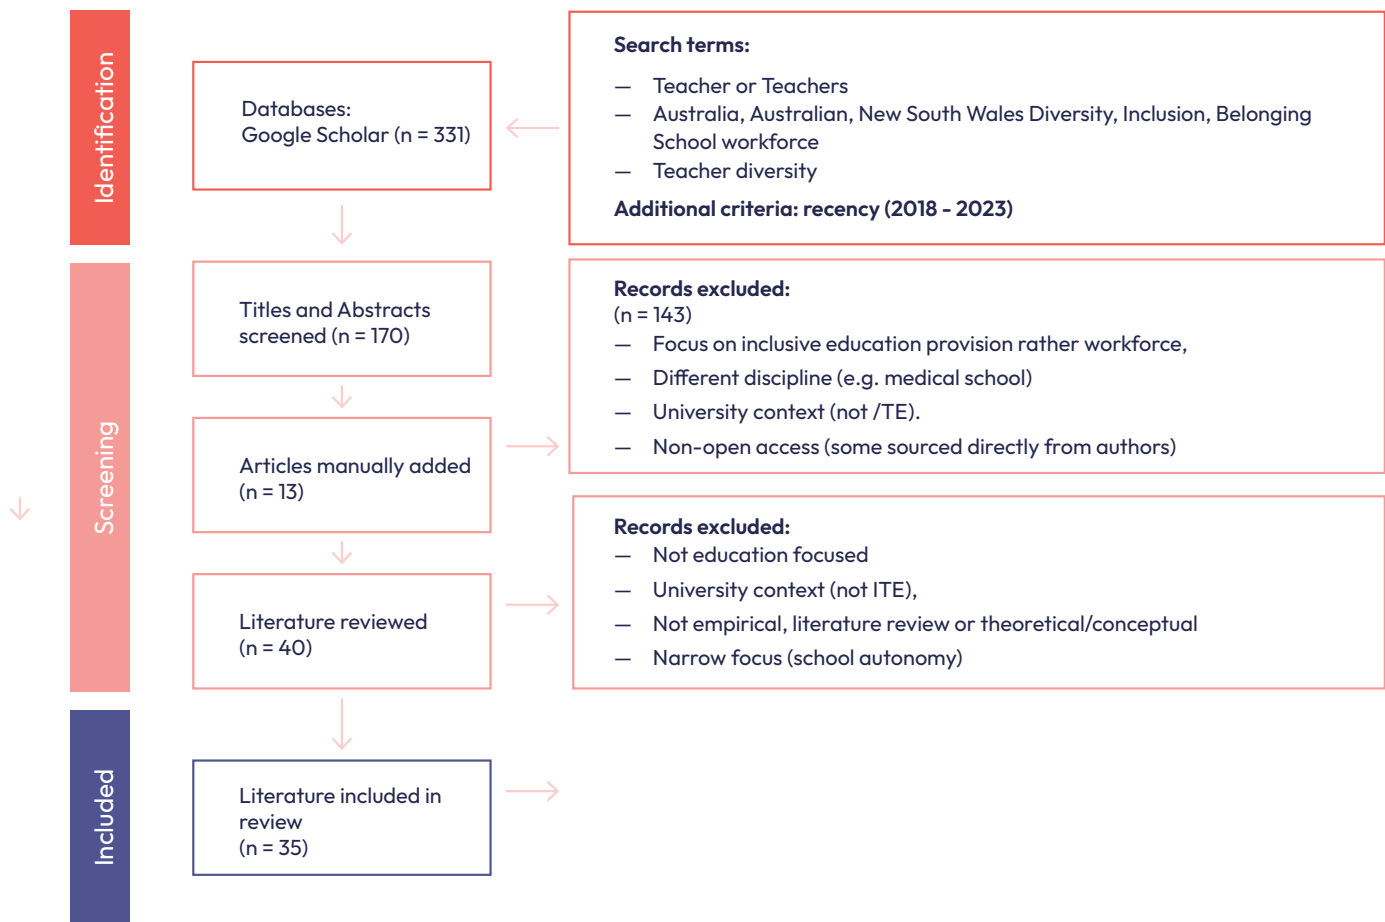 Identification
Databases:
Google Scholar (n = 331)
Search terms:
— Teacher or Teachers
— Australia, Australian, New South Wales Diversity, Inclusion, Belonging
School workforce
— Teacher diversity
Additional criteria: recency (2018 - 2023)
Screening
Titles and Abstracts
screened (n = 170)
Records excluded:
(n = 143)
— Focus on inclusive education provision rather workforce,
— Different discipline (e.g. medical school)
— University context (not /TE).
— Non-open access (some sourced directly from authors)
Articles manually added
(n = 13)
Records excluded:
— Not education focused
— University context (not ITE),
— Not empirical, literature review or theoretical/conceptual
— Narrow focus (school autonomy)
Literature reviewed
(n = 40)
Included
Literature included in
review
(n = 35)